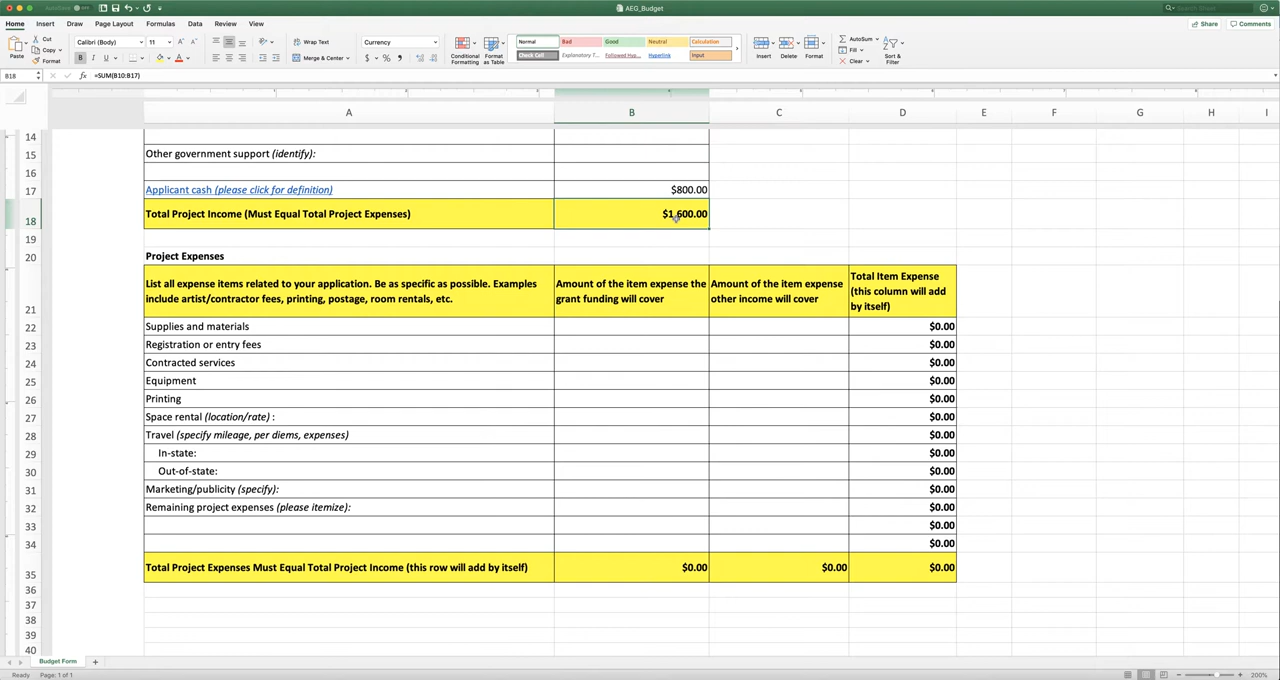 AutoSave
AEG_Budget
Search Sheet
Home Insert Draw Page Layout Formulas Data Review View
Share Comments
Paste
Cut
Copy
Format
Calibri (Body) 11
B I U
Wrap Text
Merge & Center
Currency
$ % ,
Conditional Formatting
Format as Table
Normal Bad Good Neutral Calculation
Check Cell Explanatory T... Followed Hyp... Hyperlink Input
Insert Delete Format
AutoSum
Fill
Clear
Sort & Filter
B18 fx =SUM(B10:B17)
A B C D E F G H I
14
15 Other government support (identify):
16
17 Applicant cash (please click for definition) $800.00
18 Total Project Income (Must Equal Total Project Expenses) $1,600.00
19
20 Project Expenses
List all expense items related to your application. Be as specific as possible. Examples
include artist/contractor fees, printing, postage, room rentals, etc.
Amount of the item expense the
grant funding will cover
Amount of the item expense
other income will cover
Total Item Expense
(this column will add
by itself)
21
22 Supplies and materials $0.00
23 Registration or entry fees $0.00
24 Contracted services $0.00
25 Equipment $0.00
26 Printing $0.00
27 Space rental (location/rate) : $0.00
28 Travel (specify mileage, per diems, expenses) $0.00
29 In-state: $0.00
30 Out-of-state: $0.00
31 Marketing/publicity (specify): $0.00
32 Remaining project expenses (please itemize): $0.00
33 $0.00
34 $0.00
35 Total Project Expenses Must Equal Total Project Income (this row will add by itself) $0.00 $0.00 $0.00
36
37
38
39
40
Budget Form
Ready Page: 1 of 1
200%